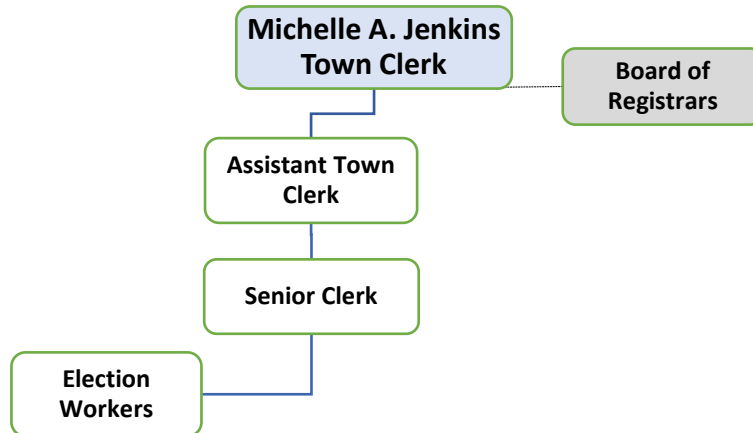 Michelle A. Jenkins
Town Clerk
Board of
Registrars
Assistant Town
Clerk
Senior Clerk
Election
Workers